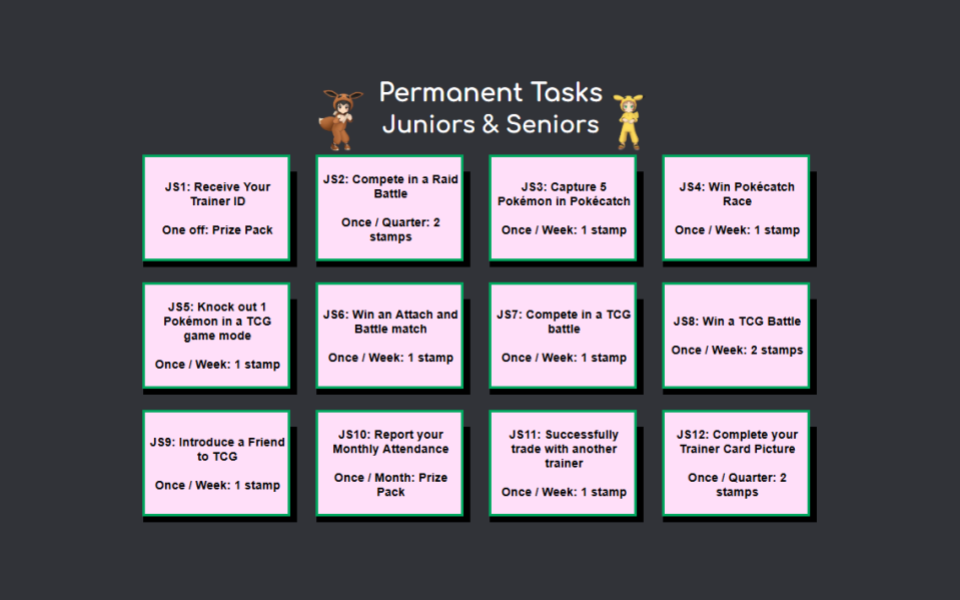 Permanent Tasks
Juniors & Seniors
JS1: Receive Your
Trainer ID
One off: Prize Pack
JS2: Compete in a Raid
Battle
Once / Quarter: 2
stamps
JS3: Capture 5
Pokémon in Pokécatch
Once / Week: 1 stamp
JS4: Win Pokécatch
Race
Once / Week: 1 stamp
JS5: Knock out 1
Pokémon in a TCG
game mode
Once / Week: 1 stamp
JS6: Win an Attach and
Battle match
Once / Week: 1 stamp
JS7: Compete in a TCG
battle
Once / Week: 1 stamp
JS8: Win a TCG Battle
Once / Week: 2 stamps
JS9: Introduce a Friend
to TCG
Once / Week: 1 stamp
JS10: Report your
Monthly Attendance
Once / Month: Prize
Pack
JS11: Successfully
trade with another
trainer
Once / Week: 1 stamp
JS12: Complete your
Trainer Card Picture
Once / Quarter: 2
stamps